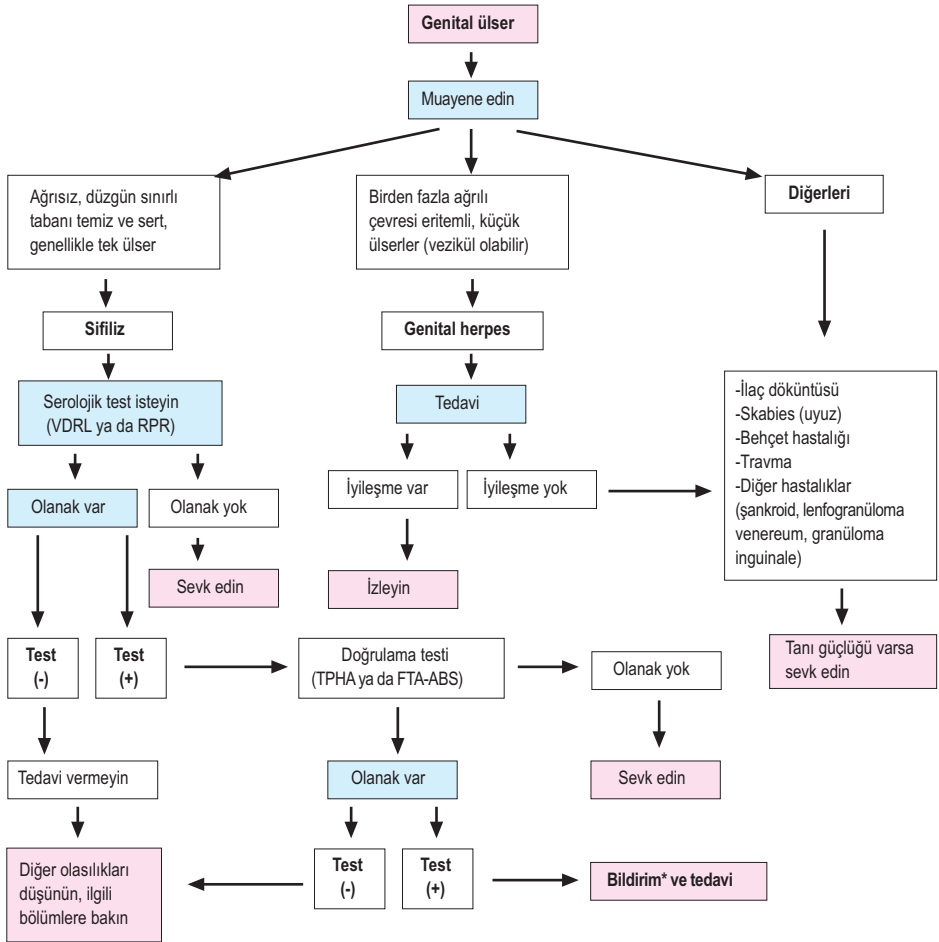 Genital ülser
Muayene edin
Ağrısız, düzgün sınırlı
tabanı temiz ve sert,
genellikle tek ülser
Birden fazla ağrılı
çevresi eritemli, küçük
ülserler (vezikül olabilir)
Diğerleri
Sifiliz
Genital herpes
Serolojik test isteyin
(VDRL ya da RPR)
Tedavi
-İlaç döküntüsü
-Skabies (uyuz)
-Behçet hastalığı
-Travma
-Diğer hastalıklar
(şankroid, lenfogranüloma
venereum, granüloma
inguinale)
Olanak var
Olanak yok
İyileşme var
İyileşme yok
Sevk edin
İzleyin
Test
(-)
Test
(+)
Doğrulama testi
(TPHA ya da FTA-ABS)
Olanak yok
Tanı güçlüğü varsa
sevk edin
Tedavi vermeyin
Olanak var
Sevk edin
Diğer olasılıkları
düşünün, ilgili
bölümlere bakın
Test
(-)
Test
(+)
Bildirim* ve tedavi